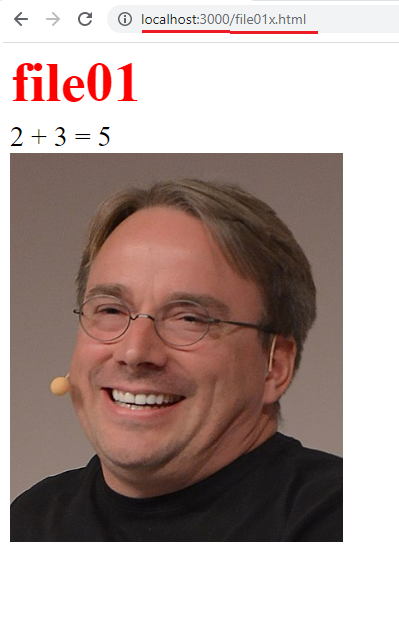 localhost:3000/file01x.html
file01
2 + 3 = 5